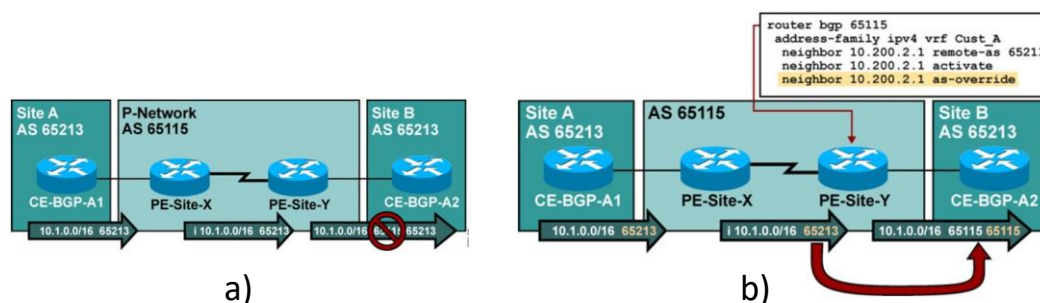 Site A
AS 65213
P-Network
AS 65115
Site B
AS 65213
CE-BGP-A1
PE-Site-X
PE-Site-Y
CE-BGP-A2
10.1.0.0/16 65213
i 10.1.0.0/16 65213
10.1.0.0/16 65213
a)
router bgp 65115
address-family ipv4 vrf Cust_A
neighbor 10.200.2.1 remote-as 65213
neighbor 10.200.2.1 activate
neighbor 10.200.2.1 as-override
Site A
AS 65213
AS 65115
Site B
AS 65213
CE-BGP-A1
PE-Site-X
PE-Site-Y
CE-BGP-A2
10.1.0.0/16 65213
i 10.1.0.0/16 65213
10.1.0.0/16 65115 65115
b)